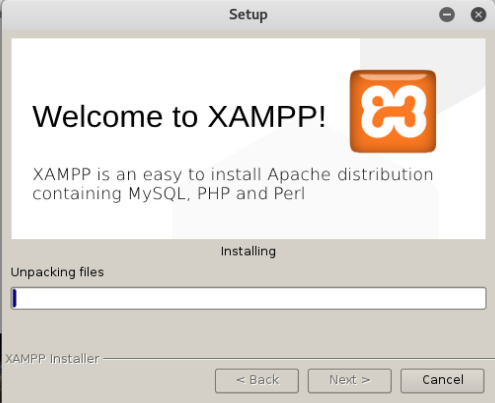 Setup
Welcome to XAMPP!
XAMPP is an easy to install Apache distribution
containing MySQL, PHP and Perl
Installing
Unpacking files
XAMPP Installer
< Back
Next >
Cancel